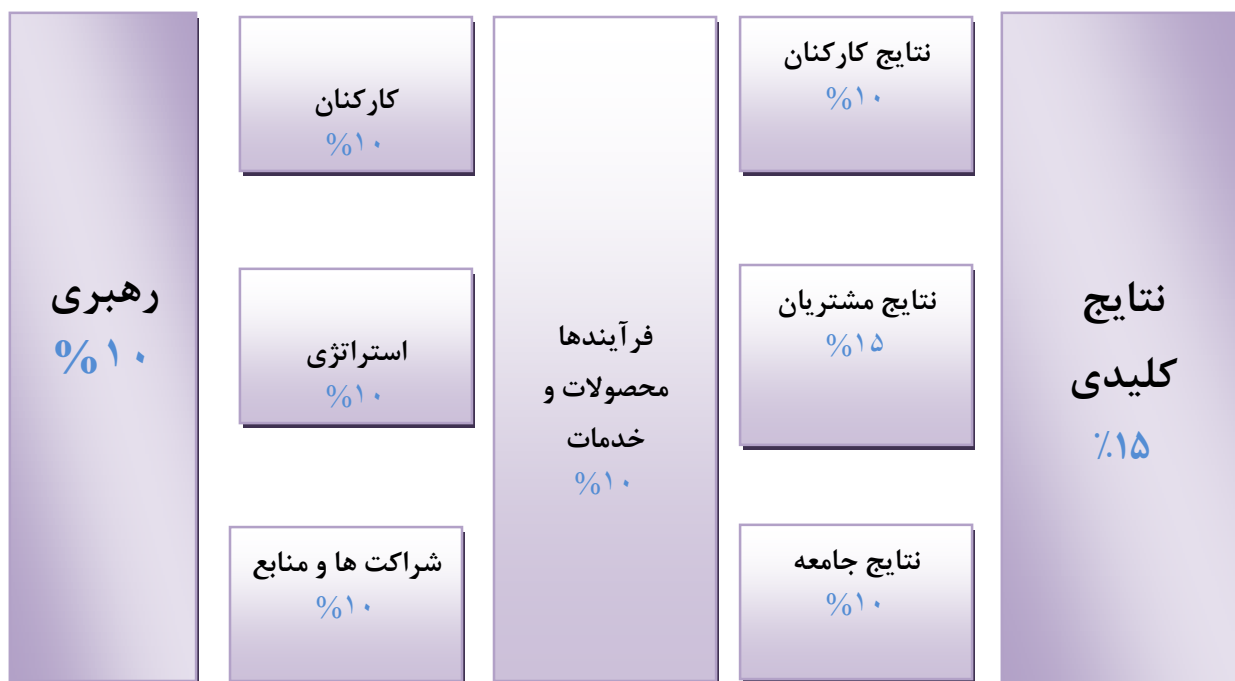 رهبری
%۱۰
کارکنان
%۱۰
استراتژی
%۱۰
شراکت ها و منابع
%۱۰
فرآیندها
محصولات و
خدمات
%۱۰
نتایج کارکنان
%۱۰
نتایج مشتریان
%۱۵
نتایج جامعه
%۱۰
نتایج
کلیدی
٪۱۵